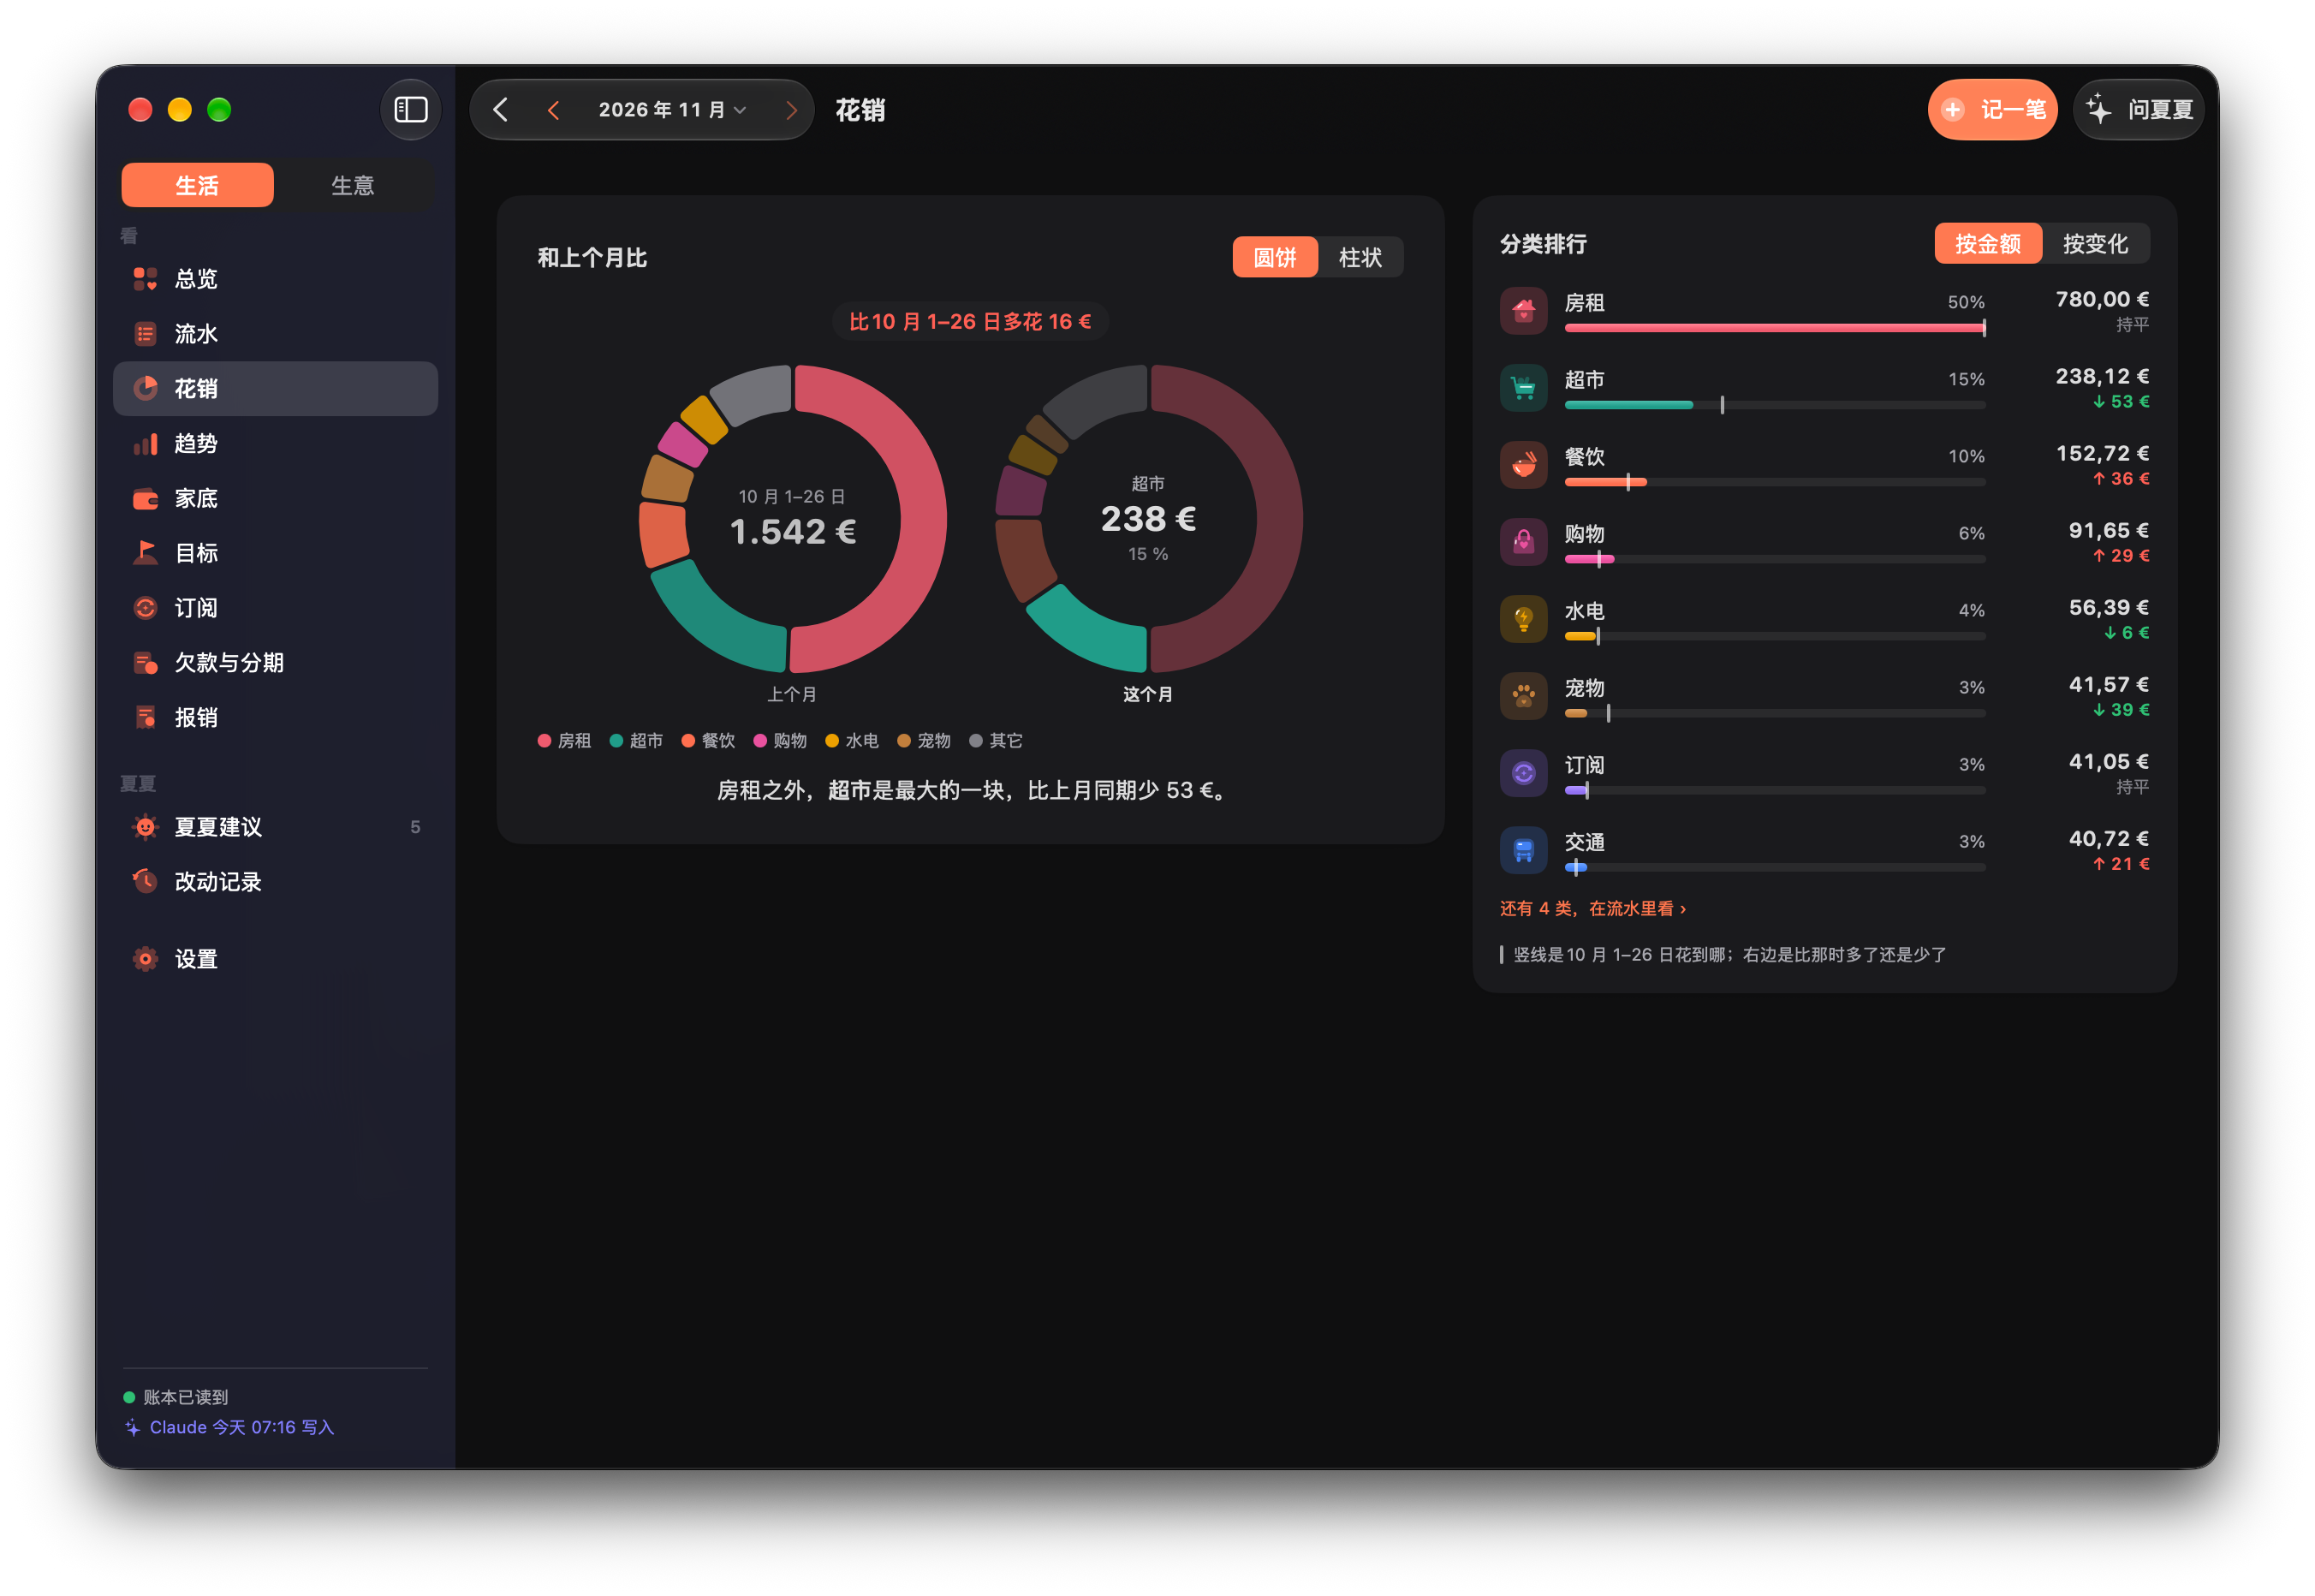 生活
生意
看
总览
流水
花销
趋势
家底
目标
订阅
欠款与分期
报销
夏夏
夏夏建议 5
改动记录
设置
账本已读到
Claude 今天 07:16 写入
2026 年 11 月
花销
记一笔
问夏夏
和上个月比
圆饼
柱状
比10 月 1–26 日多花 16 €
10 月 1–26 日
1.542 €
上个月
超市
238 €
15 %
这个月
房租 超市 餐饮 购物 水电 宠物 其它
房租之外，超市是最大的一块，比上月同期少 53 €。
分类排行
按金额
按变化
房租 50% 780,00 €
持平
超市 15% 238,12 €
↓ 53 €
餐饮 10% 152,72 €
↑ 36 €
购物 6% 91,65 €
↑ 29 €
水电 4% 56,39 €
↓ 6 €
宠物 3% 41,57 €
↓ 39 €
订阅 3% 41,05 €
持平
交通 3% 40,72 €
↑ 21 €
还有 4 类，在流水里看 ›
竖线是10 月 1–26 日花到哪；右边是比那时多了还是少了